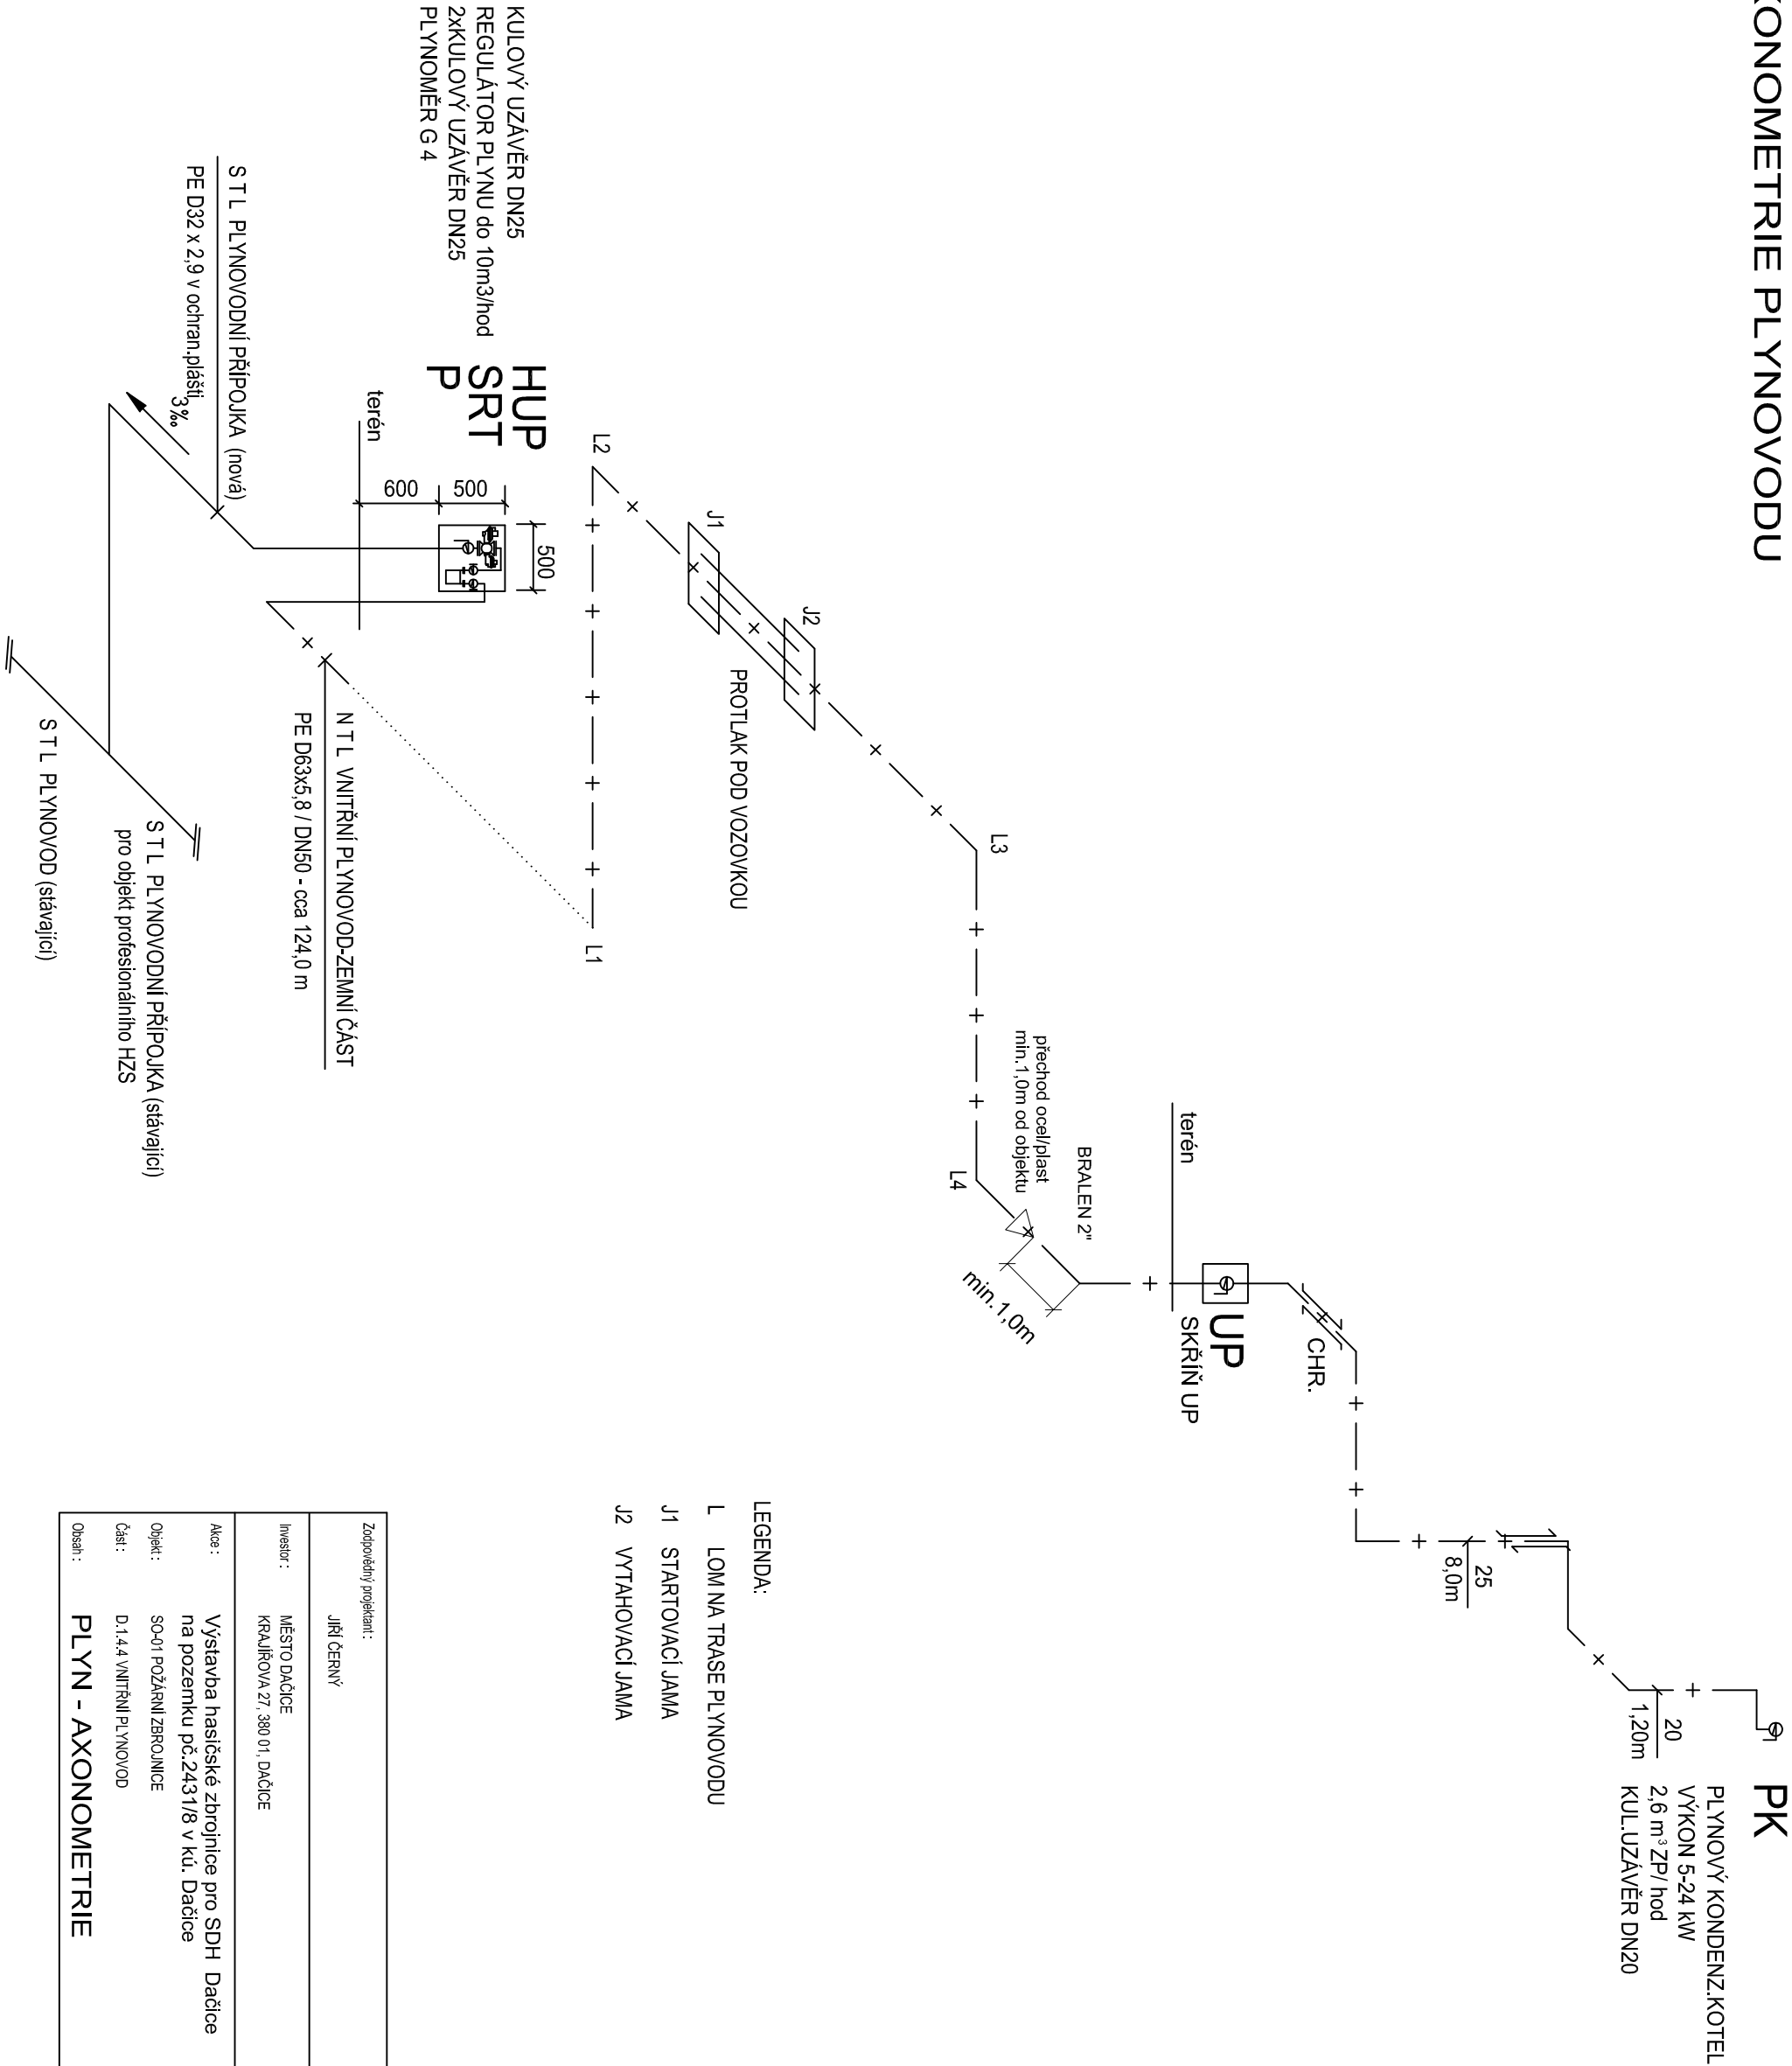 KONOMETRIE PLYNOVODU
KULOVÝ UZÁVĚR DN25
REGULÁTOR PLYNU do 10m3/hod
2xKULOVÝ UZÁVĚR DN25
PLYNOMĚR G 4
HUP
SRT
P
S T L PLYNOVODNÍ PŘÍPOJKA (nová)
PE D32 x 2,9 v ochran.plášti
3‰
terén
600
500
500
L2
J1
J2
PROTLAK POD VOZOVKOU
L1
L3
L4
N T L VNITŘNÍ PLYNOVOD-ZEMNÍ ČÁST
PE D63x5,8 / DN50 - cca 124,0 m
S T L PLYNOVODNÍ PŘÍPOJKA (stávající)
pro objekt profesionálního HZS
S T L PLYNOVOD (stávající)
přechod ocel/plast
min.1,0m od objektu
BRALEN 2"
min.1,0m
terén
UP
SKŘÍŇ UP
CHR.
25
8,0m
20
1,20m
PK
PLYNOVÝ KONDENZ.KOTEL
VÝKON 5-24 kW
2,6 m³ ZP/ hod
KUL.UZÁVĚR DN20
LEGENDA:
L LOM NA TRASE PLYNOVODU
J1 STARTOVACÍ JAMA
J2 VYTAHOVACÍ JAMA
Zodpovědný projektant :
JIŘÍ ČERNÝ
Investor :
MĚSTO DAČICE
KRAJÍŘOVA 27, 380 01, DAČICE
Akce :
Výstavba hasičské zbrojnice pro SDH Dačice
na pozemku pč.2431/8 v kú. Dačice
Objekt :
SO-01 POŽÁRNÍ ZBROJNICE
Část :
D.1.4.4 VNITŘNÍ PLYNOVOD
Obsah :
PLYN - AXONOMETRIE